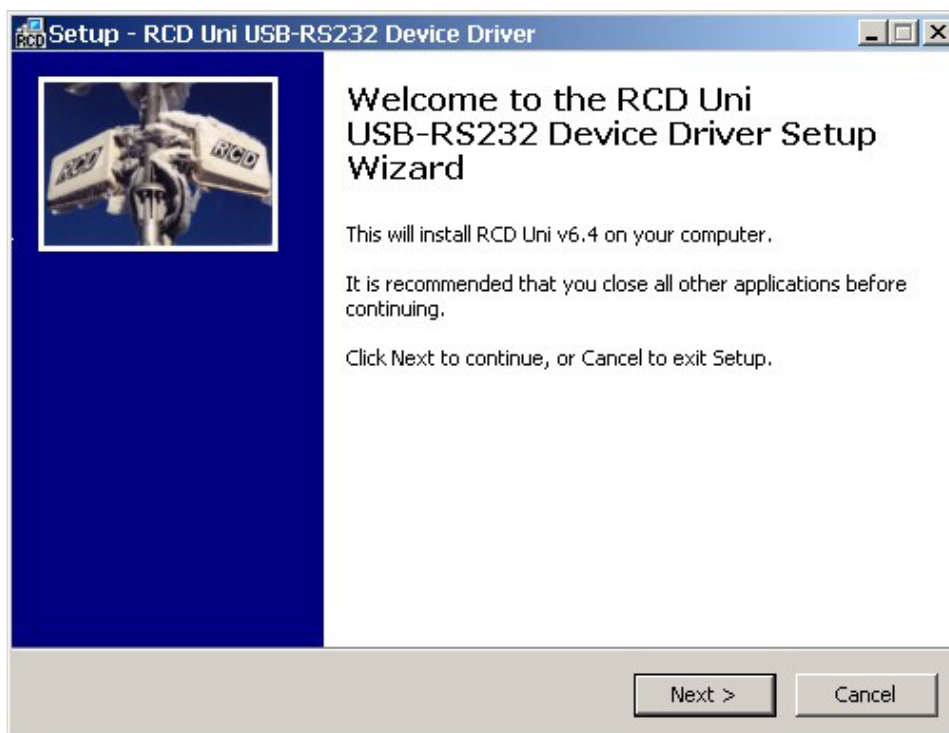 RCD
Setup - RCD Uni USB-RS232 Device Driver
RCD
RCD
Welcome to the RCD Uni
USB-RS232 Device Driver Setup
Wizard
This will install RCD Uni v6.4 on your computer.
It is recommended that you close all other applications before
continuing.
Click Next to continue, or Cancel to exit Setup.
Next >
Cancel